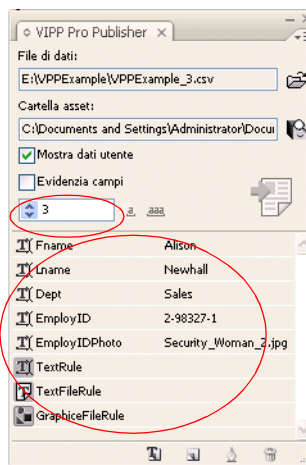 VIPP Pro Publisher
File di dati:
E:\VPPExample\VPPExample_3.csv
Cartella asset:
C:\Documents and Settings\Administrator\Docu
Mostra dati utente
Evidenzia campi
3 a aaa
Fname Alison
Lname Newhall
Dept Sales
EmployID 2-98327-1
EmployIDPhoto Security_Woman_2.jpg
TextRule
TextFileRule
GraphiceFileRule